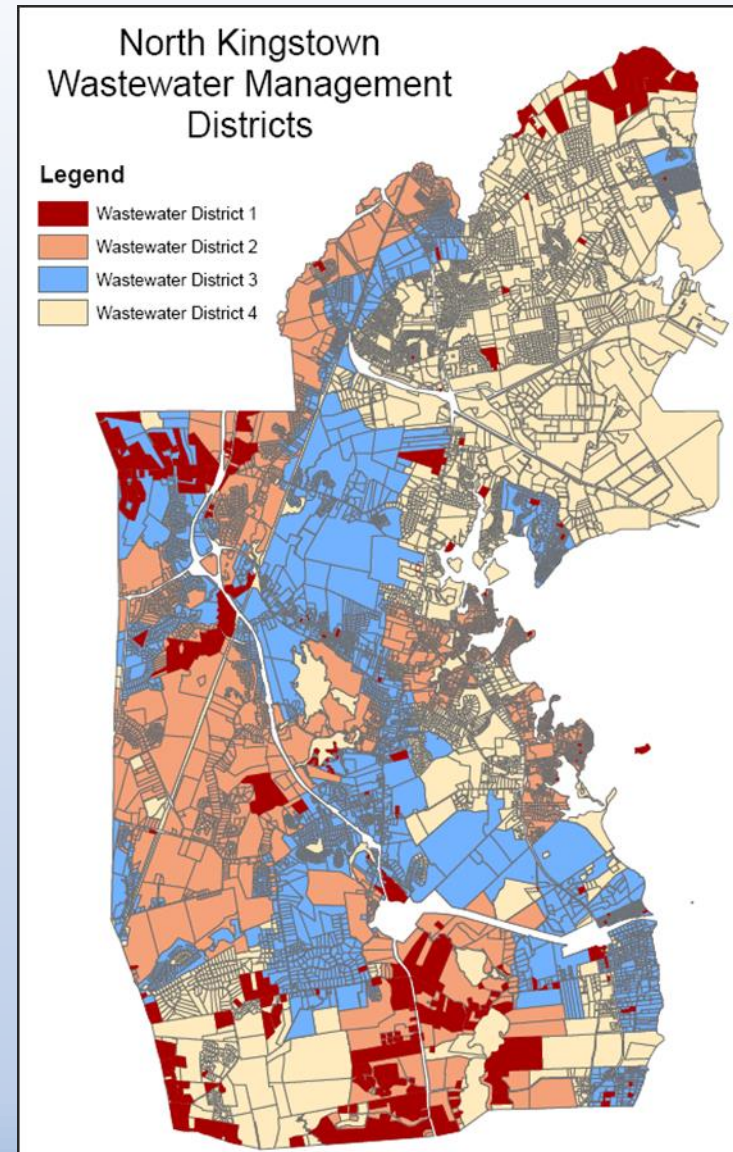 North Kingstown
Wastewater Management
Districts
Legend
Wastewater District 1
Wastewater District 2
Wastewater District 3
Wastewater District 4